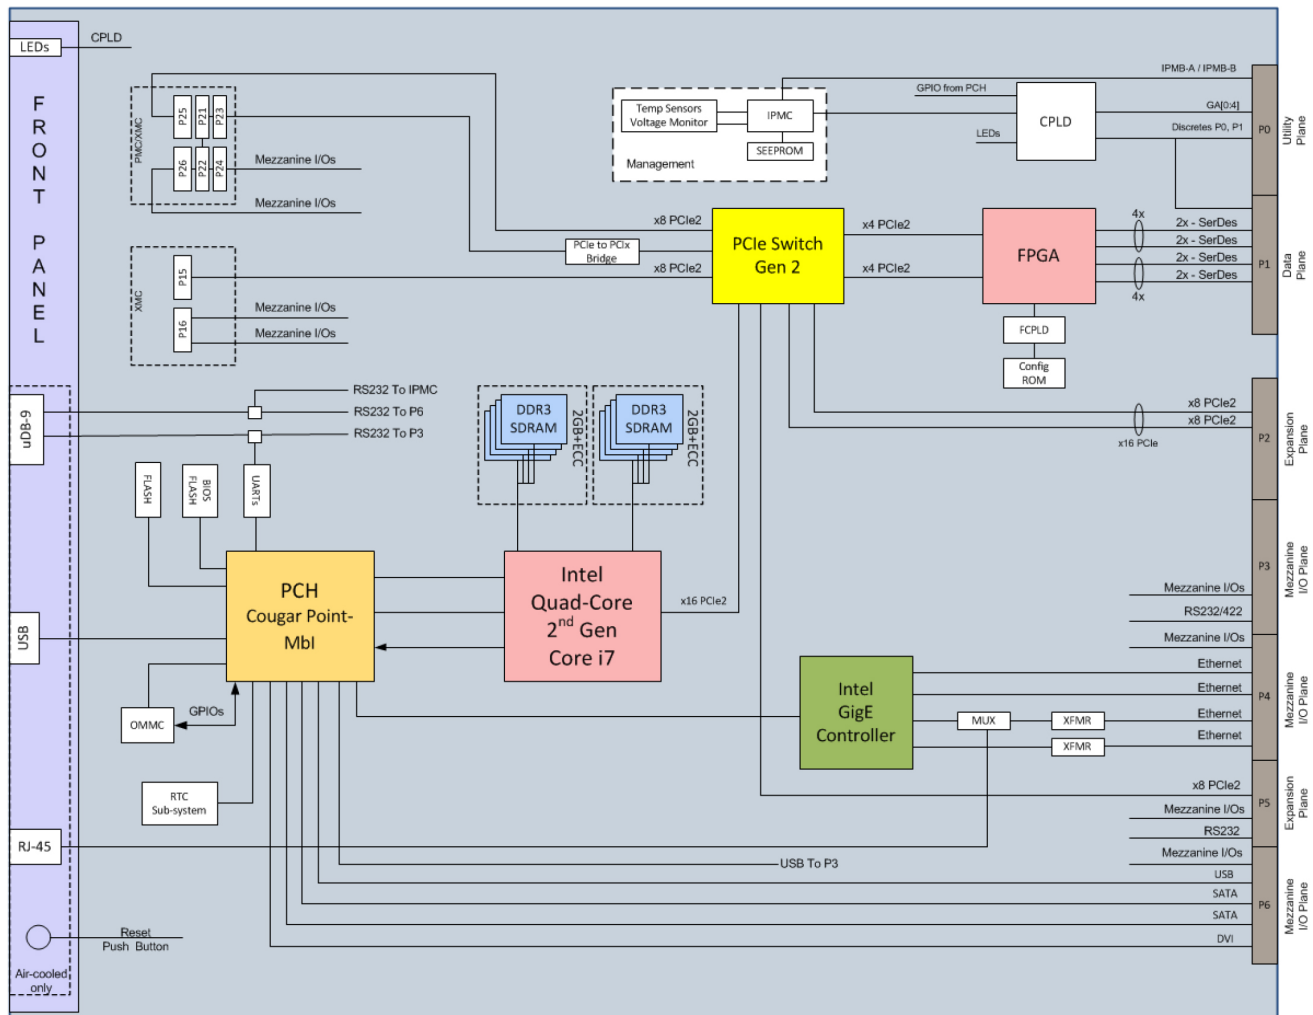 LEDs
CPLD
FRONT PANEL
PMC/XMC
P25
P21
P23
P26
P22
P24
Mezzanine I/Os
Mezzanine I/Os
XMC
P15
P16
Mezzanine I/Os
Mezzanine I/Os
Temp Sensors
Voltage Monitor
IPMC
SEEPROM
Management
IPMB-A / IPMB-B
GPIO from PCH
CPLD
LEDs
GA[0:4]
Discretes P0, P1
P0
Utility
Plane
x8 PCIe2
PCIe to PCIx
Bridge
x8 PCIe2
PCIe Switch
Gen 2
x4 PCIe2
x4 PCIe2
FPGA
4x
2x - SerDes
2x - SerDes
2x - SerDes
2x - SerDes
4x
P1
Data
Plane
FCPLD
Config
ROM
uDB-9
RS232 To IPMC
RS232 To P6
RS232 To P3
DDR3
SDRAM
2GB+ECC
DDR3
SDRAM
2GB+ECC
x8 PCIe2
x8 PCIe2
x16 PCIe
P2
Expansion
Plane
FLASH
BIOS
FLASH
UARTs
PCH
Cougar Point-
MbI
Intel
Quad-Core
2nd Gen
Core i7
x16 PCIe2
P3
Mezzanine
I/O Plane
Mezzanine I/Os
RS232/422
Mezzanine I/Os
USB
OMMC
GPIOs
RTC
Sub-system
Intel
GigE
Controller
MUX
XFMR
XFMR
Ethernet
Ethernet
Ethernet
Ethernet
P4
Mezzanine
I/O Plane
x8 PCIe2
Mezzanine I/Os
RS232
P5
Expansion
Plane
RJ-45
USB To P3
Mezzanine I/Os
USB
SATA
SATA
DVI
P6
Mezzanine
I/O Plane
Reset
Push Button
Air-cooled
only